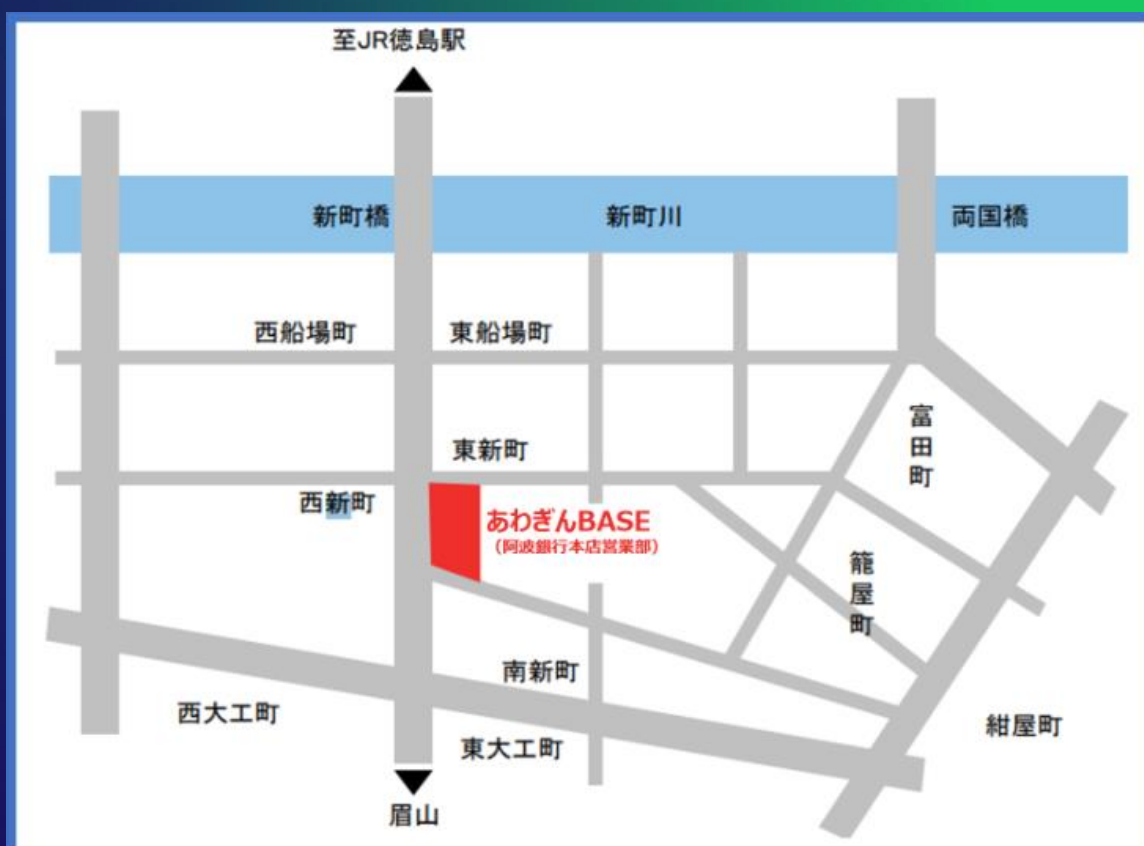 至JR徳島駅
新町橋
新町川
両国橋
西船場町
東船場町
富田町
東新町
西新町
あわぎんBASE
（阿波銀行本店営業部）
籠屋町
南新町
西大工町
東大工町
紺屋町
眉山